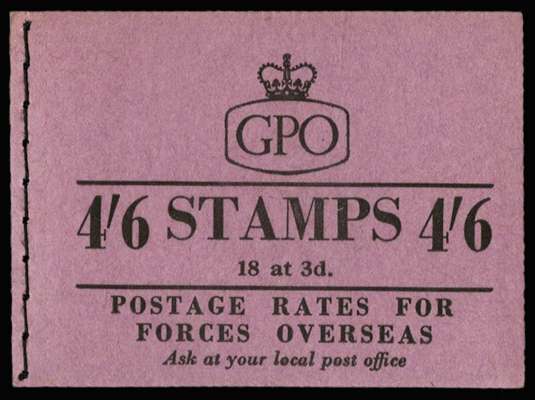 GPO
4'6 STAMPS 4'6
18 at 3d.
POSTAGE RATES FOR
FORCES OVERSEAS
Ask at your local post office